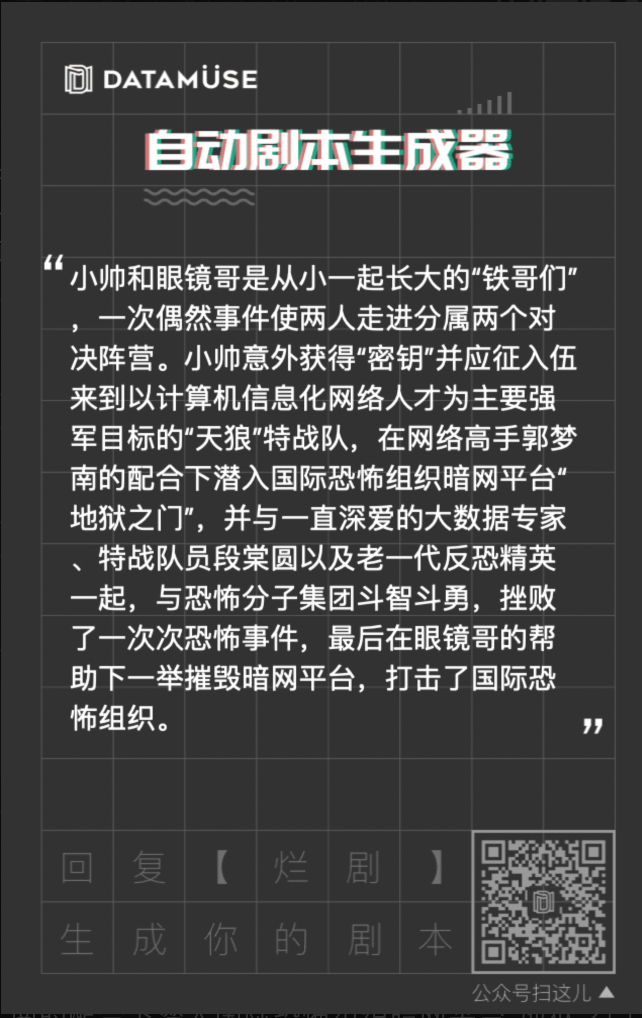 DATAMÜSE
自动剧本生成器
“小帅和眼镜哥是从小一起长大的“铁哥们”
，一次偶然事件使两人走进分属两个对
决阵营。小帅意外获得“密钥”并应征入伍
来到以计算机信息化网络人才为主要强
军目标的“天狼”特战队，在网络高手郭梦
南的配合下潜入国际恐怖组织暗网平台“
地狱之门”，并与一直深爱的大数据专家
、特战队员段棠圆以及老一代反恐精英
一起，与恐怖分子集团斗智斗勇，挫败
了一次次恐怖事件，最后在眼镜哥的帮
助下一举摧毁暗网平台，打击了国际恐
怖组织。
”
回复【烂剧】
生成你的剧本
公众号扫这儿▲